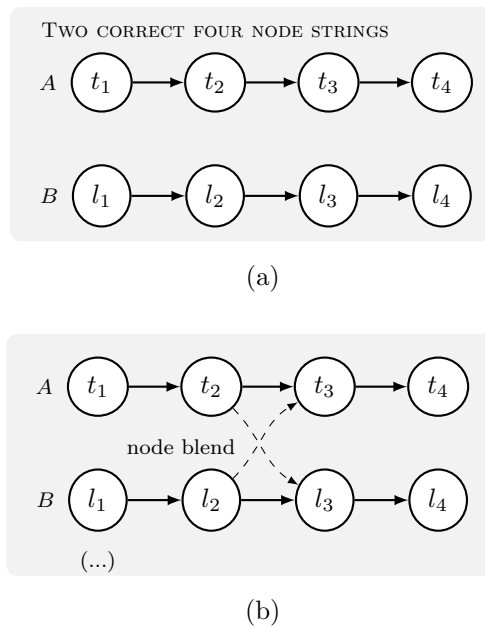 Two correct four node strings
A t₁ t₂ t₃ t₄
B l₁ l₂ l₃ l₄
(a)
A t₁ t₂ t₃ t₄
node blend
B l₁ l₂ l₃ l₄
(...)
(b)